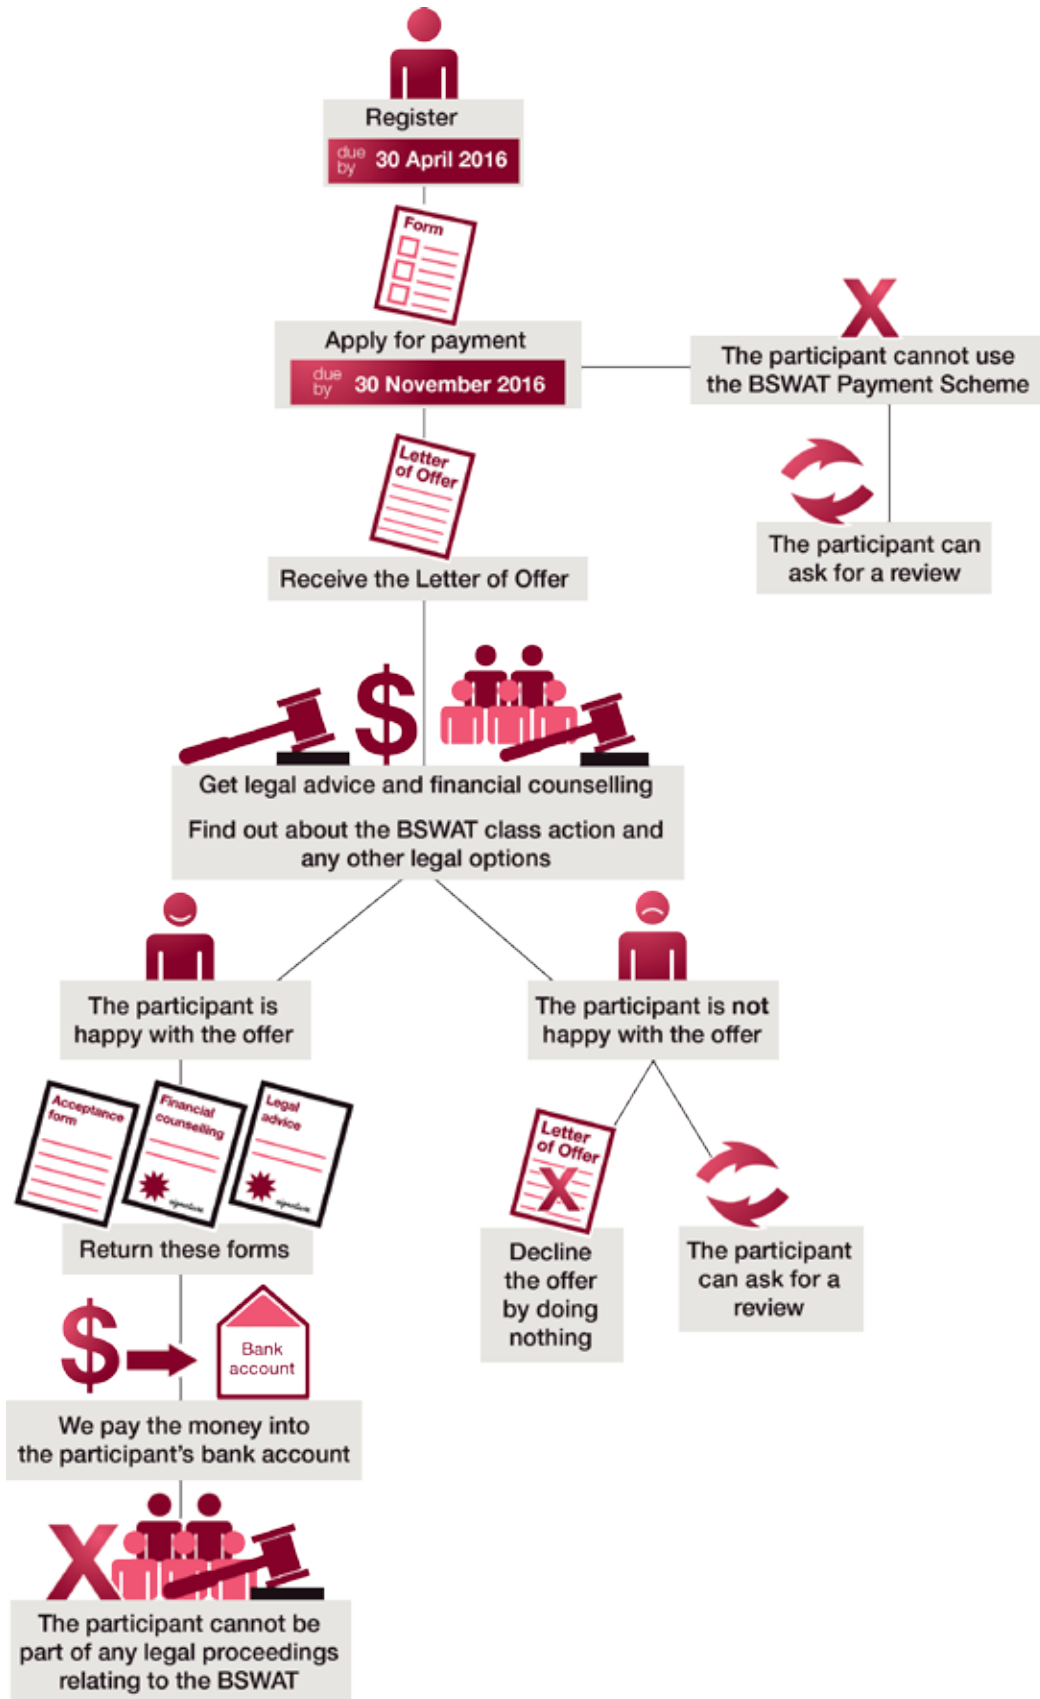 Register
due by 30 April 2016
Form
Apply for payment
due by 30 November 2016
The participant cannot use
the BSWAT Payment Scheme
The participant can
ask for a review
Letter
of Offer
Receive the Letter of Offer
Get legal advice and financial counselling
Find out about the BSWAT class action and
any other legal options
The participant is
happy with the offer
The participant is not
happy with the offer
Acceptance
form
Financial
counselling
signature
Legal
advice
signature
Return these forms
Letter
of Offer
Decline
the offer
by doing
nothing
The participant
can ask for a
review
$
Bank
account
We pay the money into
the participant's bank account
The participant cannot be
part of any legal proceedings
relating to the BSWAT